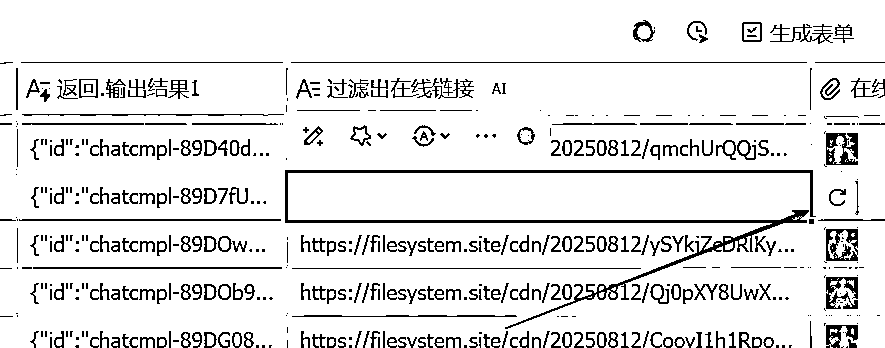 生成表单
返回.输出结果1 过滤出在线链接 AI 在线
{"id":"chatcmpl-89D40d... 20250812/qmchUrQQjS...
{"id":"chatcmpl-89D7fU...
{"id":"chatcmpl-89DOw... https://filesystem.site/cdn/20250812/ySYkjZeDRlKy...
{"id":"chatcmpl-89DOb9... https://filesystem.site/cdn/20250812/Qj0pXY8UwX...
{"id":"chatcmpl-89DG08... https://filesystem.site/cdn/20250812/CooyI1h1Rpo...